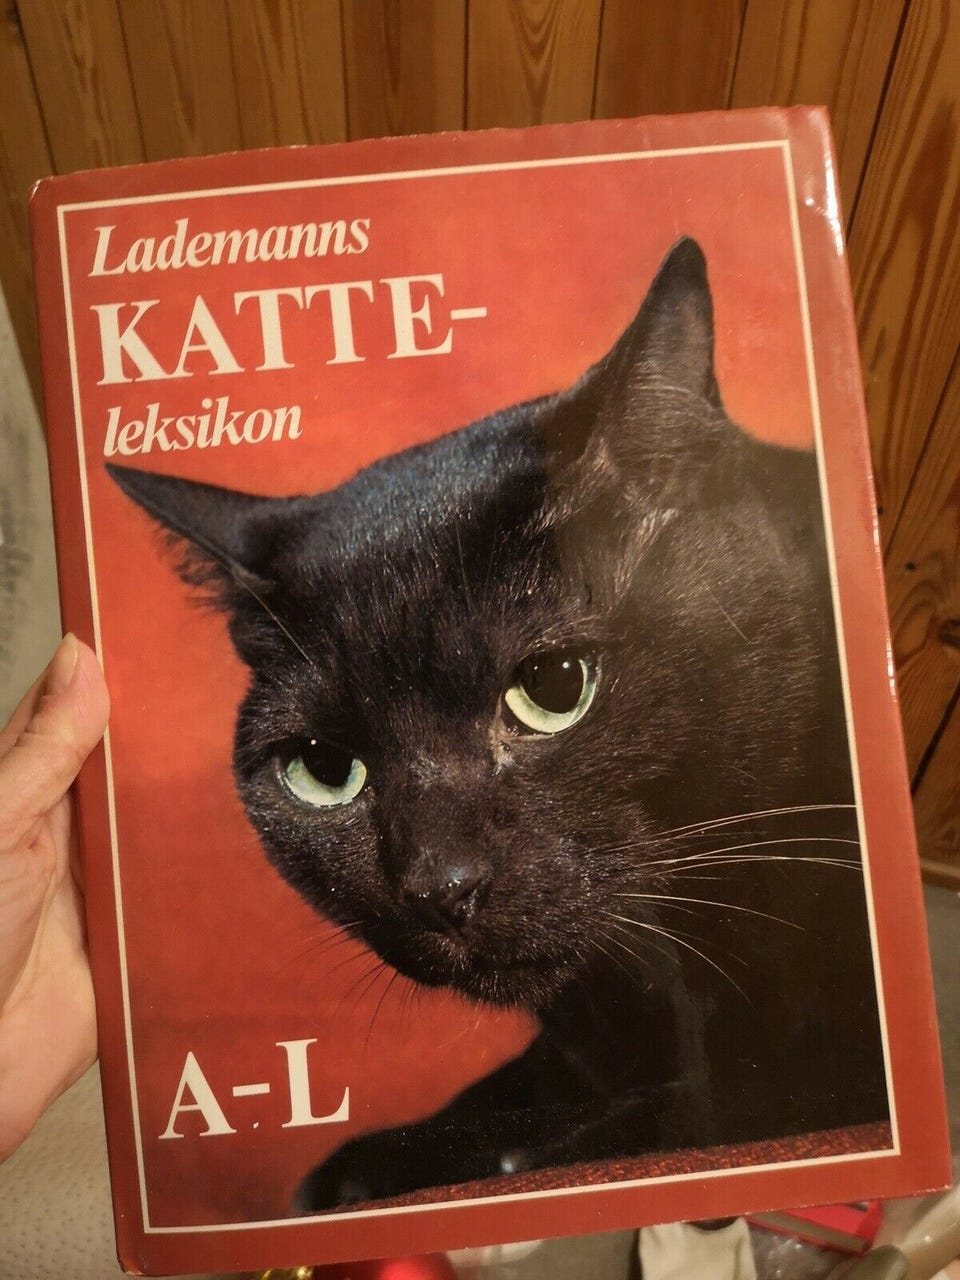 Lademanns
KATTE-
leksikon
A-L